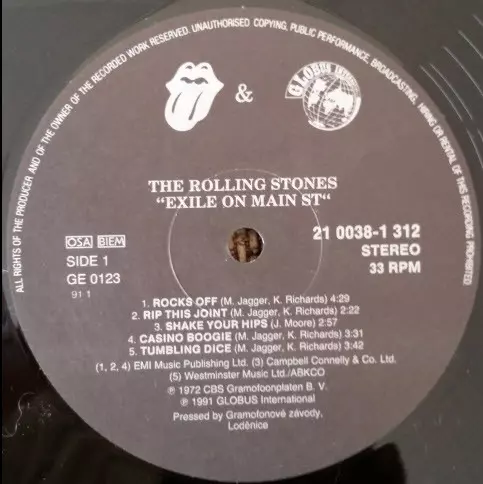 ALL RIGHTS OF THE PRODUCER AND OF THE OWNER OF THE RECORDED WORK RESERVED. UNAUTHORISED COPYING, PUBLIC PERFORMANCE, BROADCASTING, HIRING OR RENTAL OF THIS RECORDING PROHIBITED
&
GLOBUS INTERNATIONAL
THE ROLLING STONES
“EXILE ON MAIN ST“
21 0038-1 312
STEREO
33 RPM
OSA BIEM
SIDE 1
GE 0123
91 1
1. ROCKS OFF (M. Jagger, K. Richards) 4:29
2. RIP THIS JOINT (M. Jagger, K. Richards) 2:22
3. SHAKE YOUR HIPS (J. Moore) 2:57
4. CASINO BOOGIE (M. Jagger, K. Richards) 3:31
5. TUMBLING DICE (M. Jagger, K. Richards) 3:42
(1, 2, 4) EMI Music Publishing Ltd. (3) Campbell Connelly & Co. Ltd.
(5) Westminster Music Ltd./ABKCO
℗ 1972 CBS Gramofoonplaten B. V.
℗ 1991 GLOBUS International
Pressed by Gramofonové závody,
Loděnice